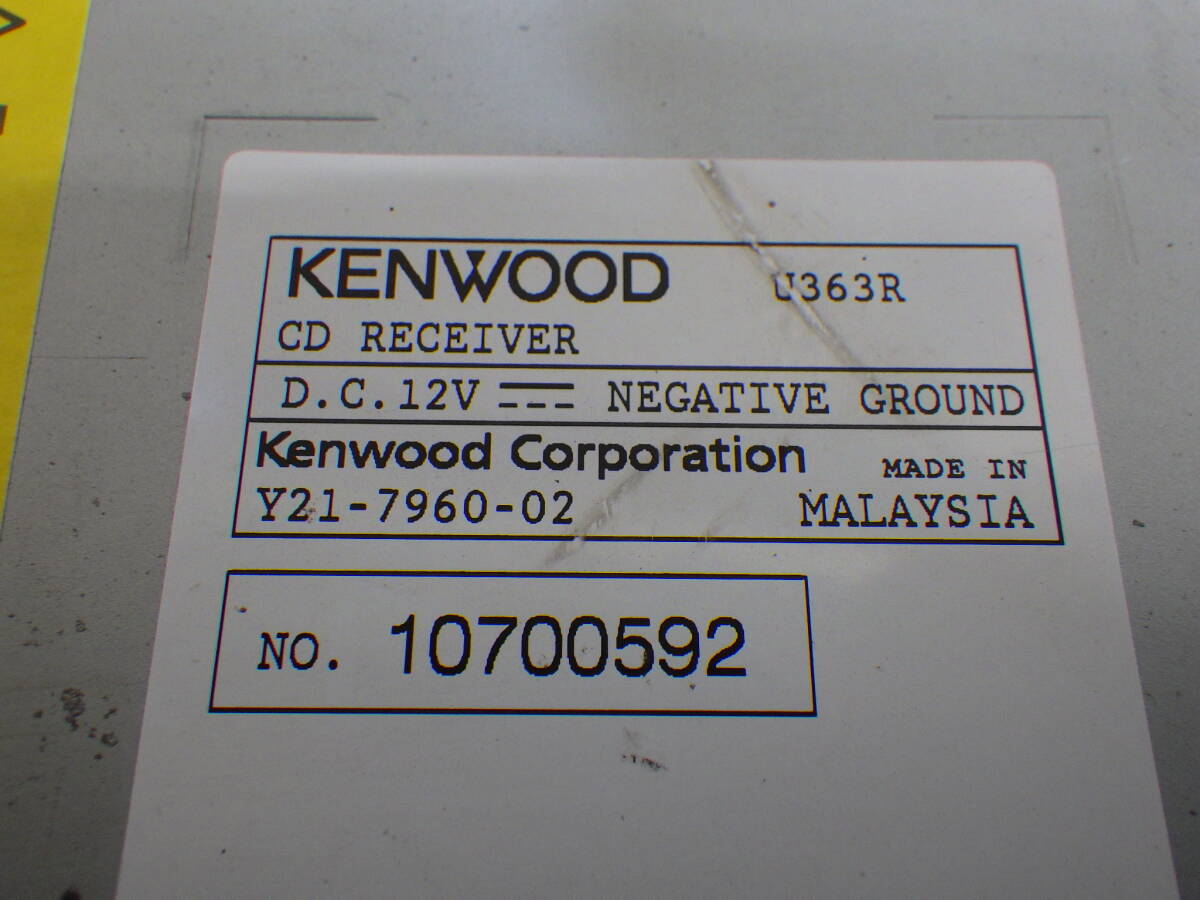 KENWOOD U363R
CD RECEIVER
D.C.12V NEGATIVE GROUND
Kenwood Corporation MADE IN
Y21-7960-02 MALAYSIA
NO. 10700592